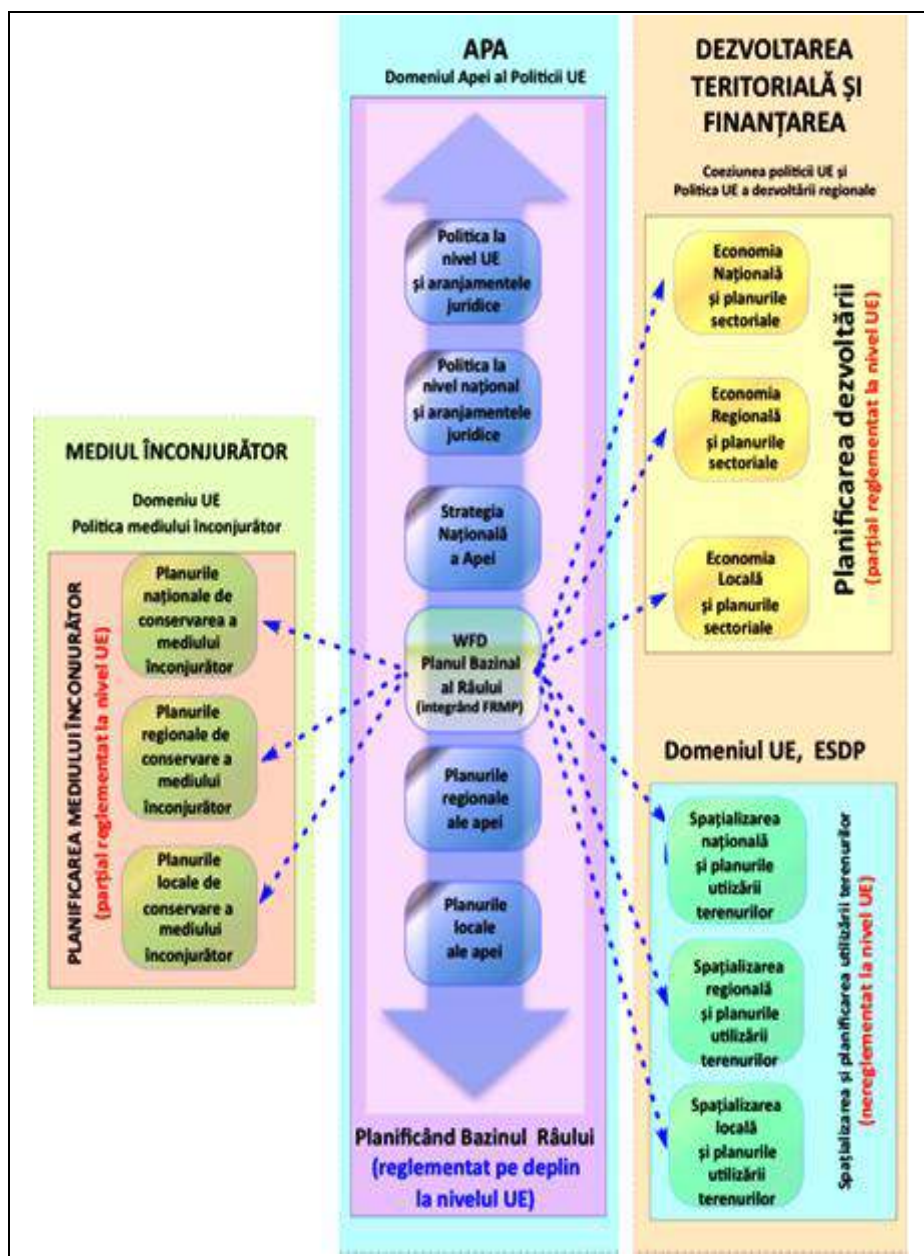 APA
Domeniul Apei al Politicii UE
Politica la
nivel UE
și aranjamentele
juridice
Politica la
nivel național
și aranjamentele
juridice
Strategia
Națională
a Apei
WFD
Planul Bazinal
al Râului
(integrând FRMP)
Planurile
regionale
ale apei
Planurile
locale
ale apei
Planificând Bazinul Râului
(reglementat pe deplin
la nivelul UE)
MEDIUL ÎNCONJURĂTOR
Domeniu UE
Politica mediului înconjurător
PLANIFICAREA MEDIULUI ÎNCONJURĂTOR
(parțial reglementat la nivel UE)
Planurile
naționale de
conservarea a
mediului
înconjurător
Planurile
regionale de
conservare a
mediului
înconjurător
Planurile
locale de
conservare a
mediului
înconjurător
DEZVOLTAREA
TERITORIALĂ ȘI
FINANȚAREA
Coeziunea politicii UE și
Politica UE a dezvoltării regionale
Economia
Națională
și planurile
sectoriale
Economia
Regională
și planurile
sectoriale
Economia
Locală
și planurile
sectoriale
Planificarea dezvoltării
(parțial reglementat la nivel UE)
Domeniul UE, ESDP
Spațializarea
națională
și planurile
utilizării
terenurilor
Spațializarea
regională
și planurile
utilizării
terenurilor
Spațializarea
locală
și planurile
utilizării
terenurilor
Spațializarea și planificarea utilizării terenurilor
(nereglementat la nivel UE)